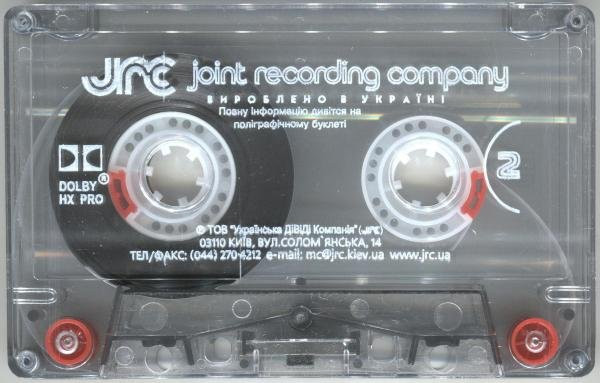 JRC joint recording company
ВИРОБЛЕНО В УКРАЇНІ
Повну інформацію дивітся на
поліграфічному буклеті
DOLBY ®
HX PRO
2
© ТОВ "Українська ДіВіДі Компанія" (JRC)
03110 КИЇВ, ВУЛ.СОЛОМ`ЯНСЬКА, 14
ТЕЛ/ФАКС: (044) 270-4212 e-mail: mc@jrc.kiev.ua www.jrc.ua